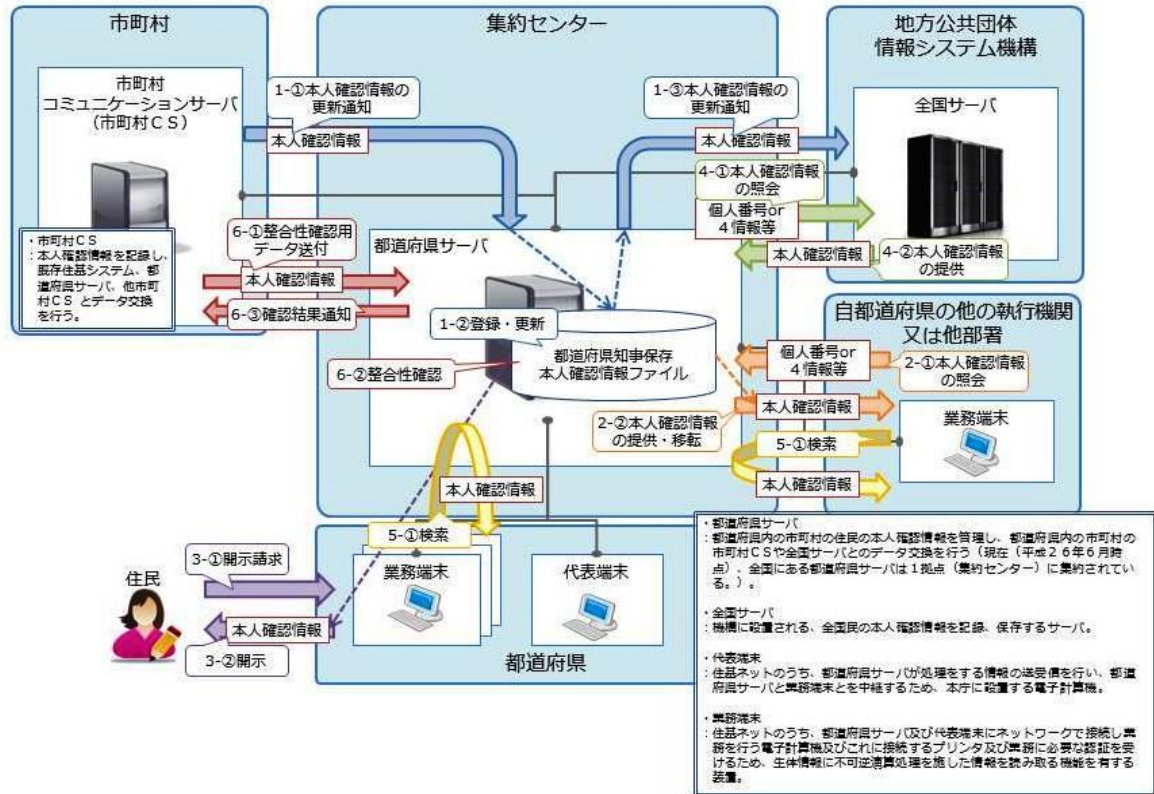 市町村
集約センター
地方公共団体
情報システム機構
市町村
コミュニケーションサーバ
(市町村CS)
1-①本人確認情報の
更新通知
本人確認情報
1-③本人確認情報の
更新通知
本人確認情報
全国サーバ
4-①本人確認情報
の照会
個人番号or
4情報等
本人確認情報
4-②本人確認情報
の提供
・市町村CS
:本人確認情報を記録し、
既存住基システム、都
道府県サーバ、他市町
村CS とデータ交換
を行う。
6-①整合性確認用
データ送付
本人確認情報
6-③確認結果通知
都道府県サーバ
1-②登録・更新
都道府県知事保存
本人確認情報ファイル
6-②整合性確認
自都道府県の他の執行機関
又は他部署
個人番号or
4情報等
2-①本人確認情報
の照会
本人確認情報
2-②本人確認情報
の提供・移転
業務端末
5-①検索
本人確認情報
本人確認情報
5-①検索
3-①開示請求
住民
本人確認情報
3-②開示
業務端末
代表端末
都道府県
・都道府県サーバ
:都道府県内の市町村の住民の本人確認情報を管理し、都道府県内の市町村の
市町村CSや全国サーバとのデータ交換を行う(現在(平成26年6月時
点)、全国にある都道府県サーバは1拠点(集約センター)に集約されてい
る。)。
・全国サーバ
:機構に設置される、全国民の本人確認情報を記録、保存するサーバ。
・代表端末
:住基ネットのうち、都道府県サーバが処理をする情報の送受信を行い、都道
府県サーバと業務端末とを中継するため、本庁に設置する電子計算機。
・業務端末
:住基ネットのうち、都道府県サーバ及び代表端末にネットワークで接続し業
務を行う電子計算機及びこれに接続するプリンタ及び業務に必要な認証を受
けるため、生体情報に不可逆演算処理を施した情報を読み取る機能を有する
装置。